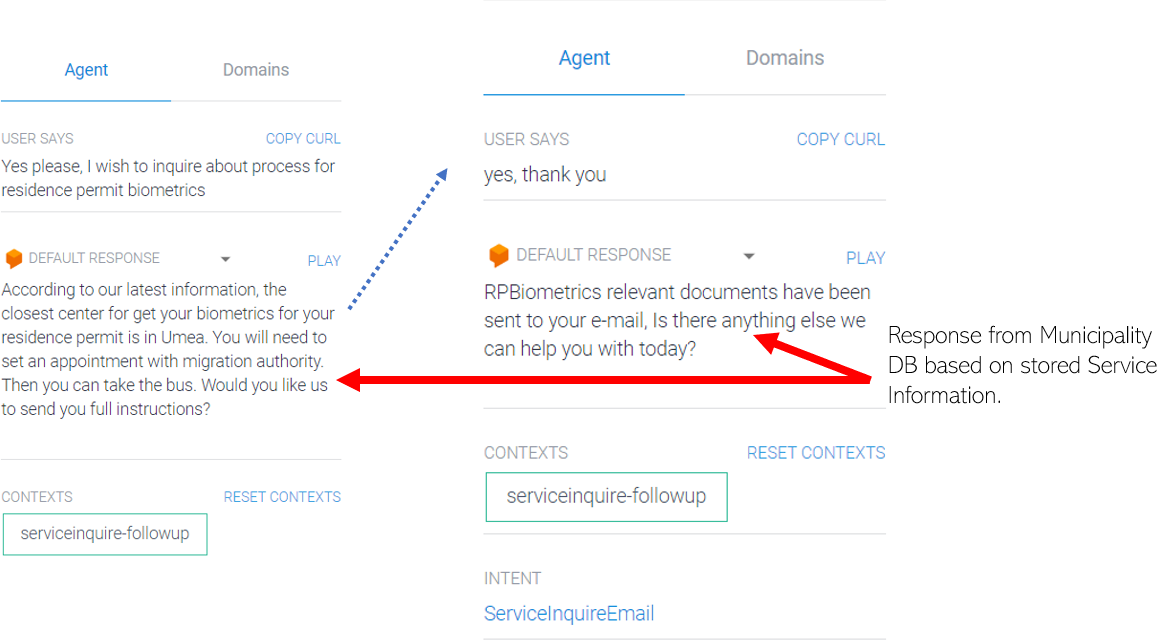 Agent
Domains
USER SAYS
COPY CURL
Yes please, I wish to inquire about process for
residence permit biometrics
DEFAULT RESPONSE
PLAY
According to our latest information, the
closest center for get your biometrics for your
residence permit is in Umea. You will need to
set an appointment with migration authority.
Then you can take the bus. Would you like us
to send you full instructions?
CONTEXTS
RESET CONTEXTS
serviceinquire-followup
Agent
Domains
USER SAYS
COPY CURL
yes, thank you
DEFAULT RESPONSE
PLAY
RPBiometrics relevant documents have been
sent to your e-mail, Is there anything else we
can help you with today?
CONTEXTS
RESET CONTEXTS
serviceinquire-followup
INTENT
ServiceInquireEmail
Response from Municipality
DB based on stored Service
Information.